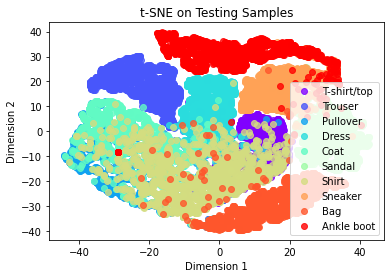 t-SNE on Testing Samples
40
30
20
10
0
−10
−20
−30
−40
Dimension 2
−40
−20
0
20
40
Dimension 1
T-shirt/top
Trouser
Pullover
Dress
Coat
Sandal
Shirt
Sneaker
Bag
Ankle boot